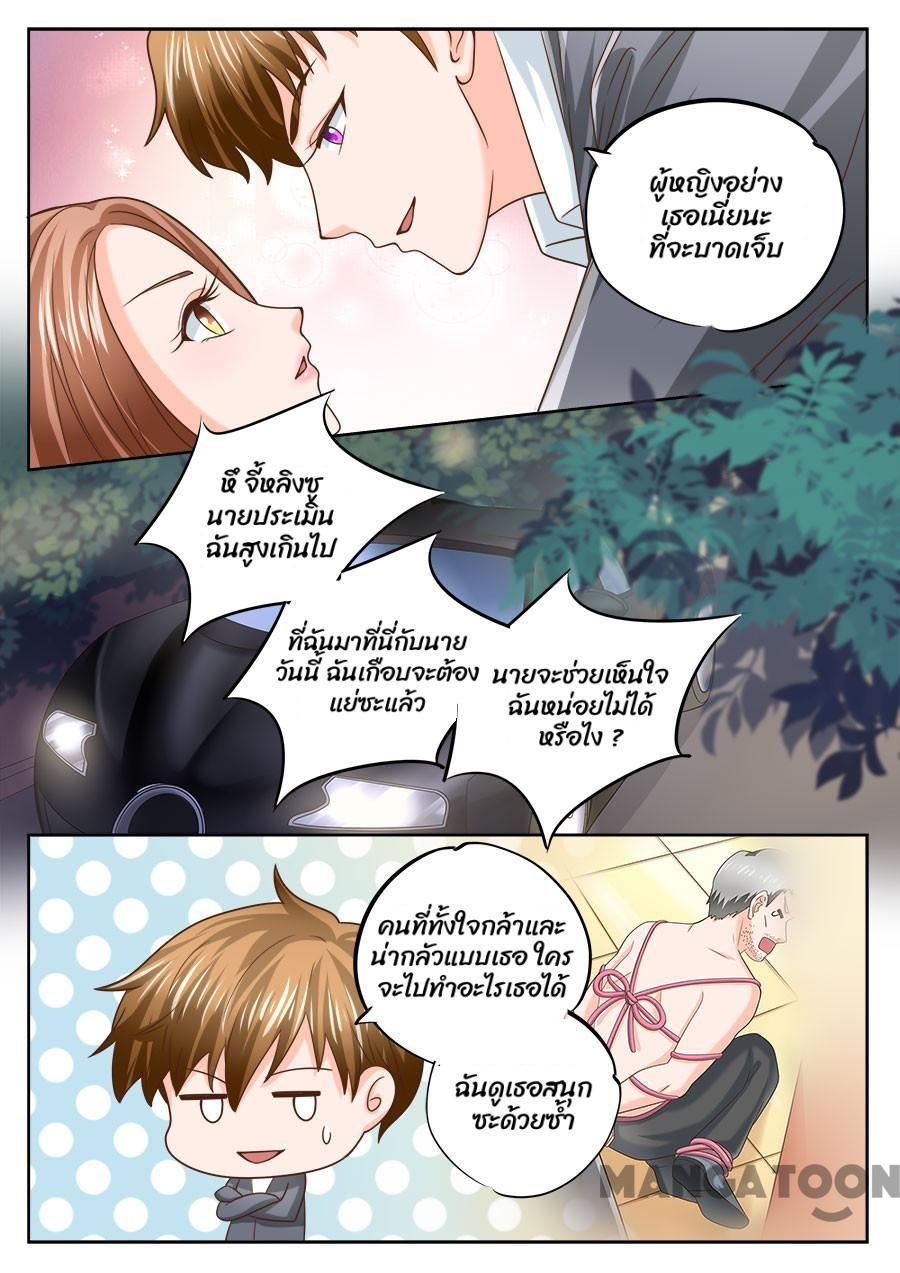 ผู้หญิงอย่าง
เธอเนี่ยนะ
ที่จะบาดเจ็บ
หึ จี้หลิงซู
นายประเมิน
ฉันสูงเกินไป
ที่ฉันมาที่นี่กับนาย
วันนี้ ฉันเกือบจะต้อง
แย่ซะแล้ว
นายจะช่วยเห็นใจ
ฉันหน่อยไม่ได้
หรือไง ?
คนที่ทั้งใจกล้าและ
น่ากลัวแบบเธอ ใคร
จะไปทำอะไรเธอได้
ฉันดูเธอสนุก
ซะด้วยซ้ำ
MANGATOON